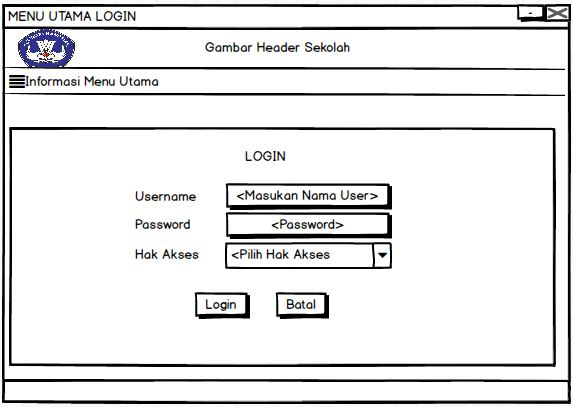 MENU UTAMA LOGIN
Gambar Header Sekolah
Informasi Menu Utama
LOGIN
Username <Masukan Nama User>
Password <Password>
Hak Akses <Pilih Hak Akses
Login Batal